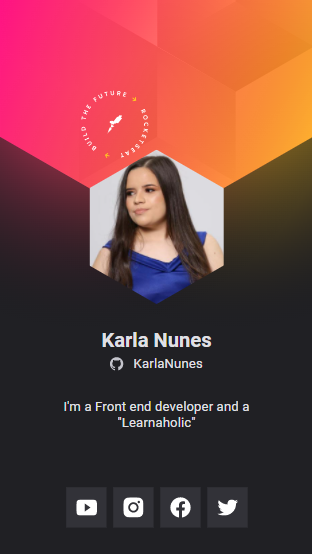 BUILD THE FUTURE
ROCKETSEAT
Karla Nunes
KarlaNunes
I'm a Front end developer and a
"Learnaholic"